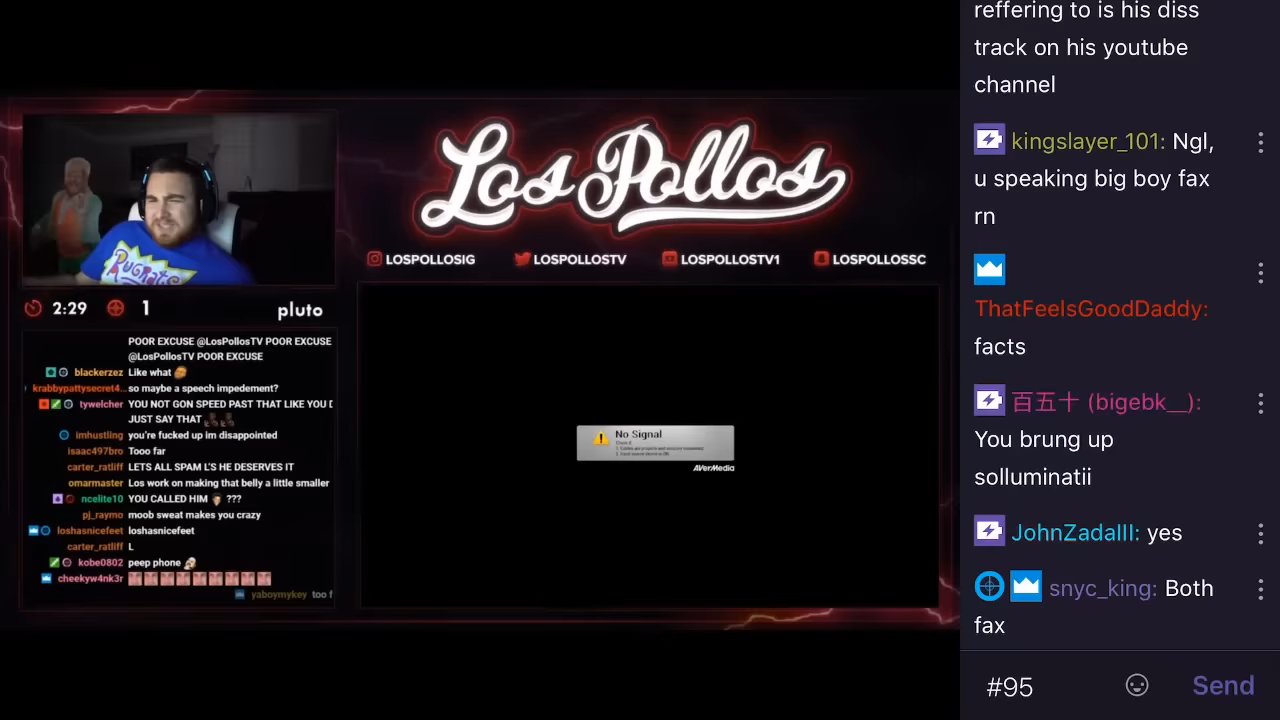 Los Pollos
LOSPOLLOSIG
LOSPOLLOSTV
LOSPOLLOSTV1
LOSPOLLOSSC
RUGRATS
2:29
1
pluto
POOR EXCUSE @LosPollosTV POOR EXCUSE
@LosPollosTV POOR EXCUSE
blackerzez Like what
krabbypattysecret4... so maybe a speech impedement?
tywelcher YOU NOT GON SPEED PAST THAT LIKE YOU D
JUST SAY THAT
imhustling you're fucked up im disappointed
isaac497bro Tooo far
carter_ratliff LETS ALL SPAM L'S HE DESERVES IT
omarmaster Los work on making that belly a little smaller
ncelite10 YOU CALLED HIM ???
pj_raymo moob sweat makes you crazy
loshasnicefeet loshasnicefeet
carter_ratliff L
kobe0802 peep phone
cheekyw4nk3r
yaboymykey too f
No Signal
AVerMedia
reffering to is his diss
track on his youtube
channel
kingslayer_101: Ngl,
u speaking big boy fax
rn
ThatFeelsGoodDaddy:
facts
百五十 (bigebk__):
You brung up
solluminatii
JohnZadalll: yes
snyc_king: Both
fax
#95
Send